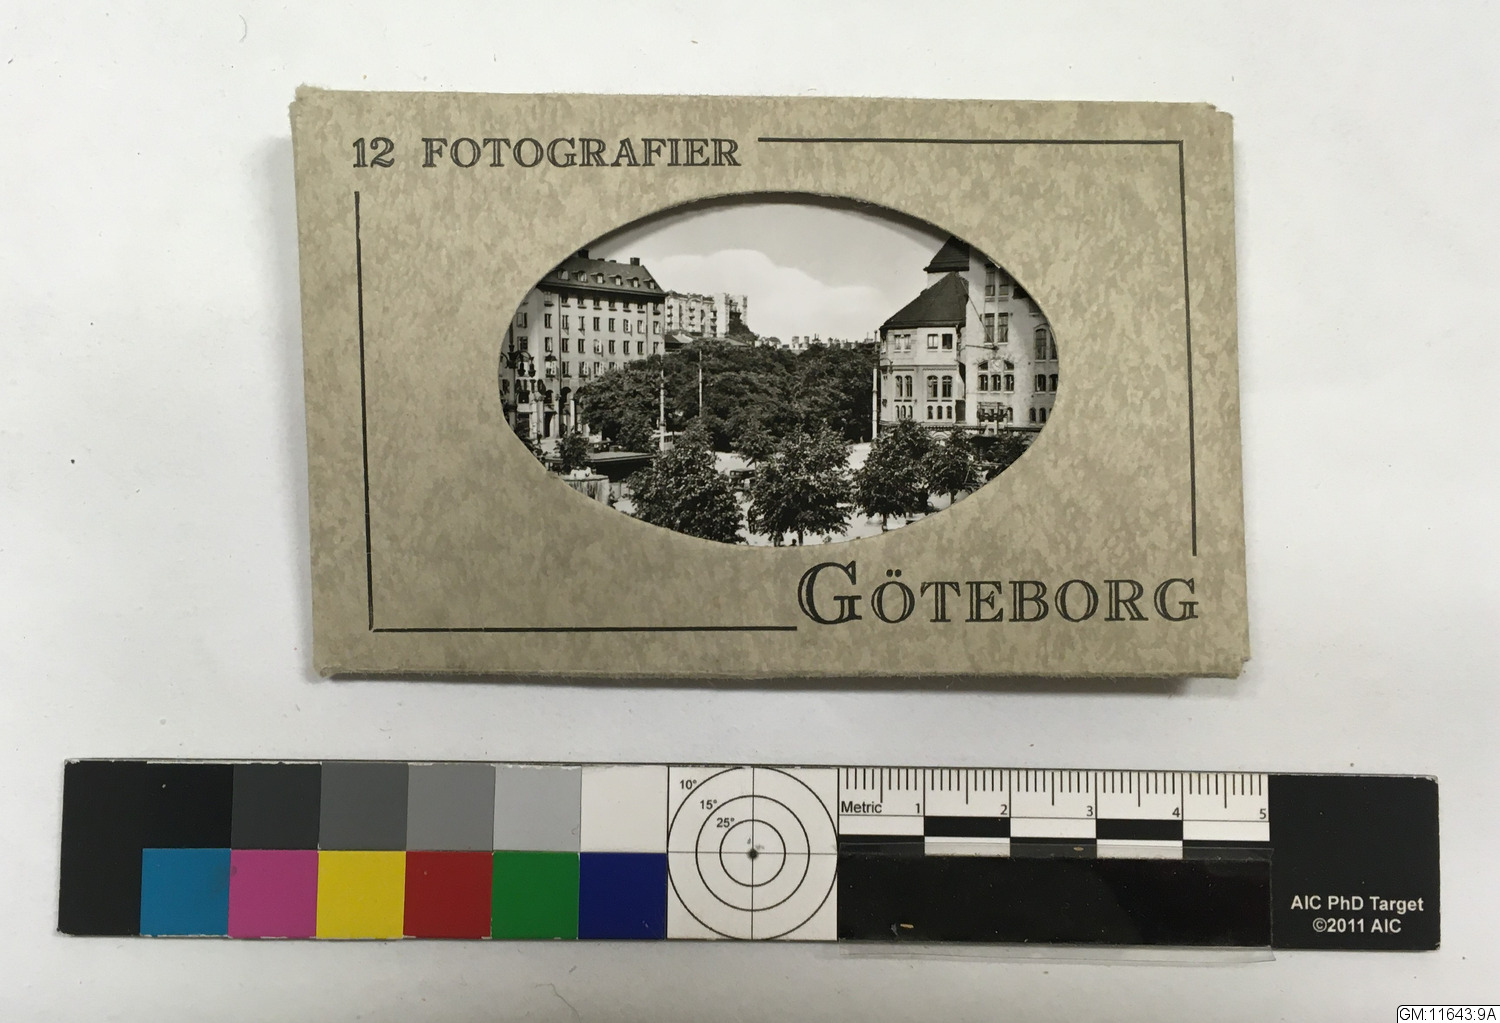 12 FOTOGRAFIER
GÖTEBORG
10°
15°
25°
Metric 1 2 3 4 5
AIC PhD Target
©2011 AIC
GM:11643:9A